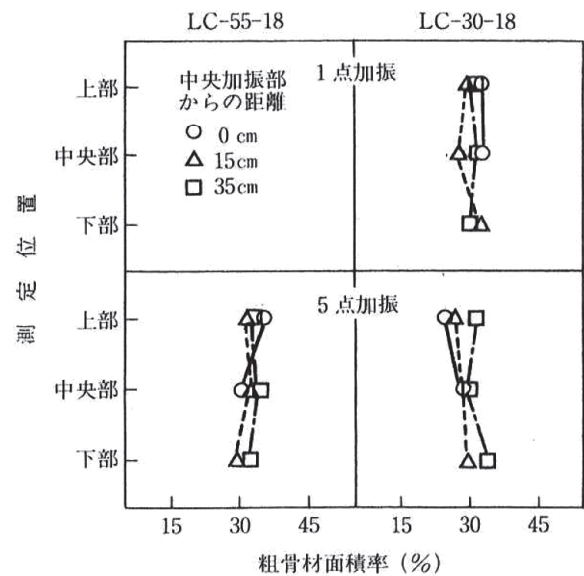 LC-55-18
LC-30-18
1点加振
上部
中央部
下部
中央加振部
からの距離
0 cm
15cm
35cm
測定位置
5点加振
上部
中央部
下部
15 30 45
15 30 45
粗骨材面積率 (%)